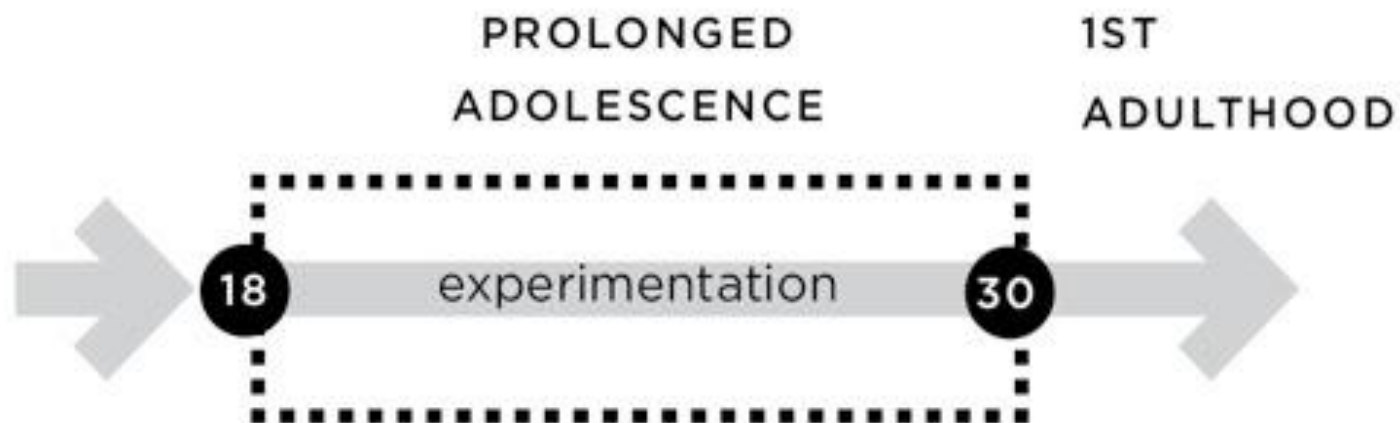 PROLONGED
ADOLESCENCE
1ST
ADULTHOOD
18
experimentation
30